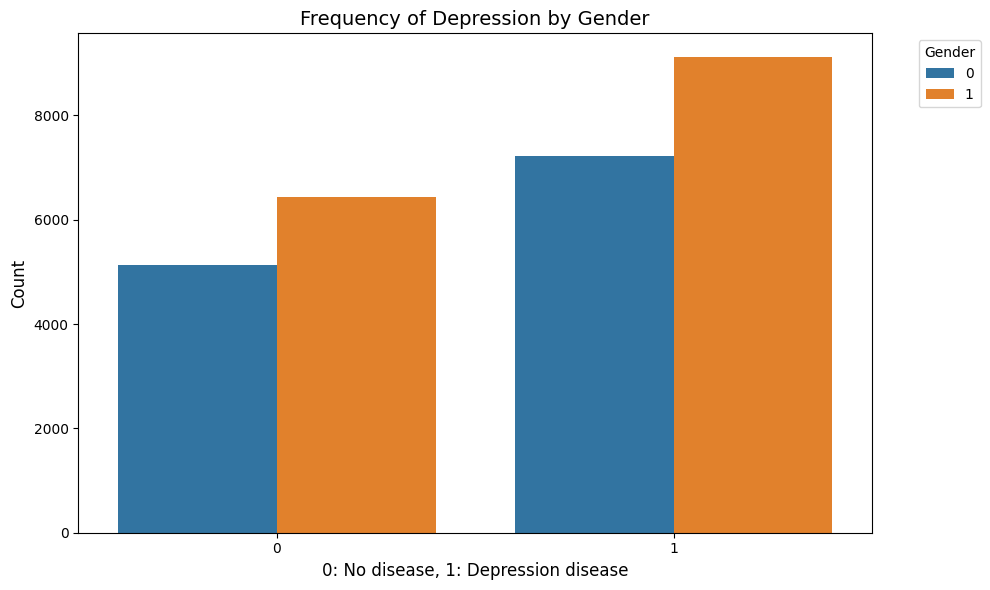 Frequency of Depression by Gender
Gender
0
1
Count
8000
6000
4000
2000
0
0 1
0: No disease, 1: Depression disease